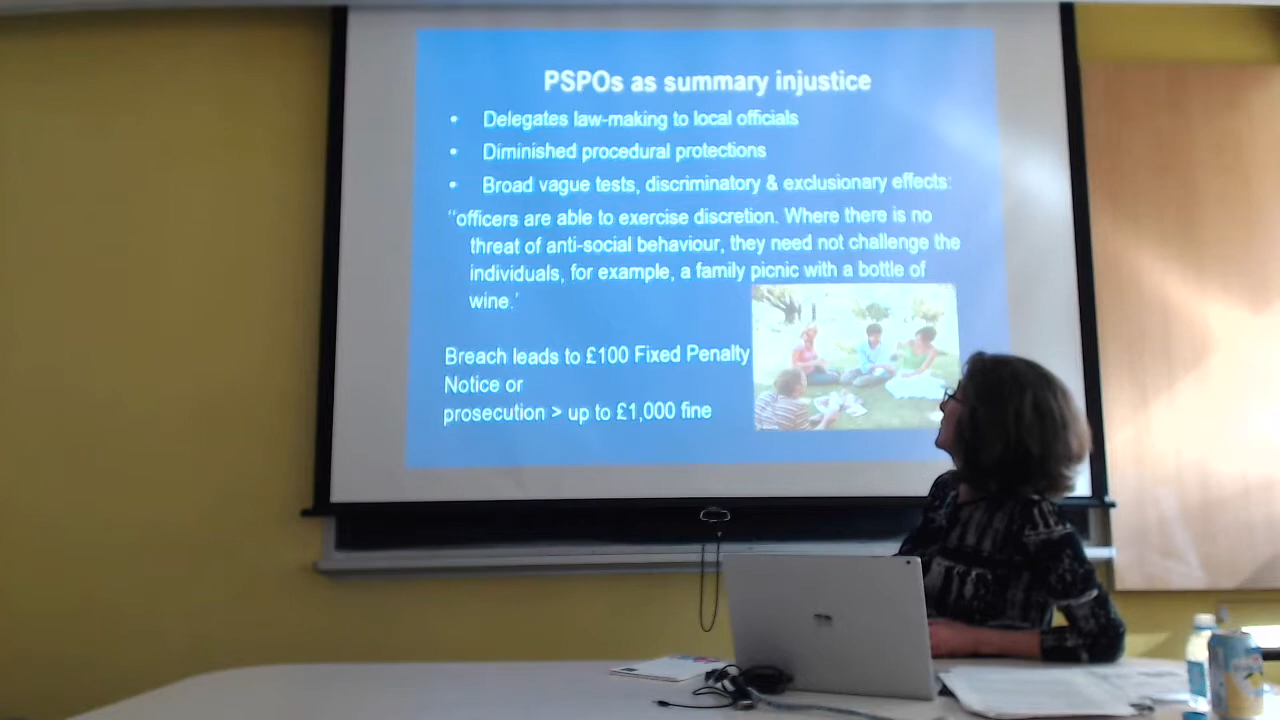 PSPOs as summary injustice
• Delegates law-making to local officials
• Diminished procedural protections
• Broad vague tests, discriminatory & exclusionary effects:
“officers are able to exercise discretion. Where there is no
threat of anti-social behaviour, they need not challenge the
individuals, for example, a family picnic with a bottle of
wine.’
Breach leads to £100 Fixed Penalty
Notice or
prosecution > up to £1,000 fine